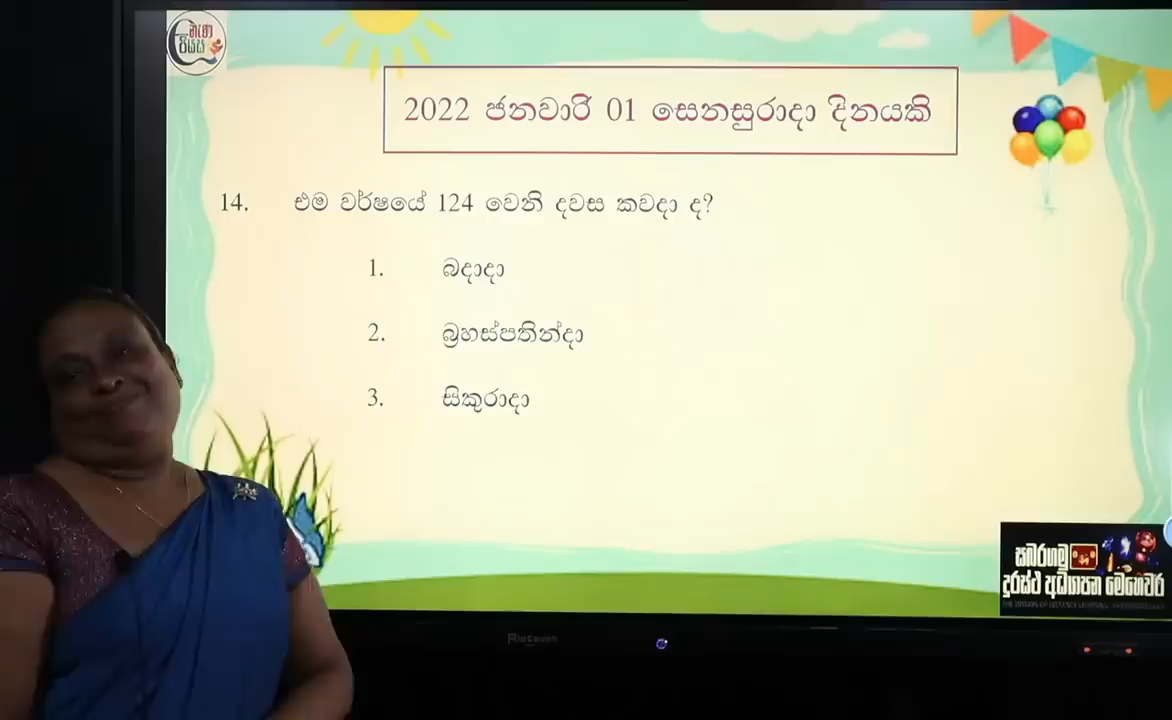 නැණ
පියස
2022 ජනවාරි 01 සෙනසුරාදා දිනයකි
14. එම වර්ෂයේ 124 වෙනි දවස කවදා ද?
1. බදාදා
2. බ්‍රහස්පතින්දා
3. සිකුරාදා
සබරගමු
දුරස්ථ අධ්‍යාපන මෙහෙවර